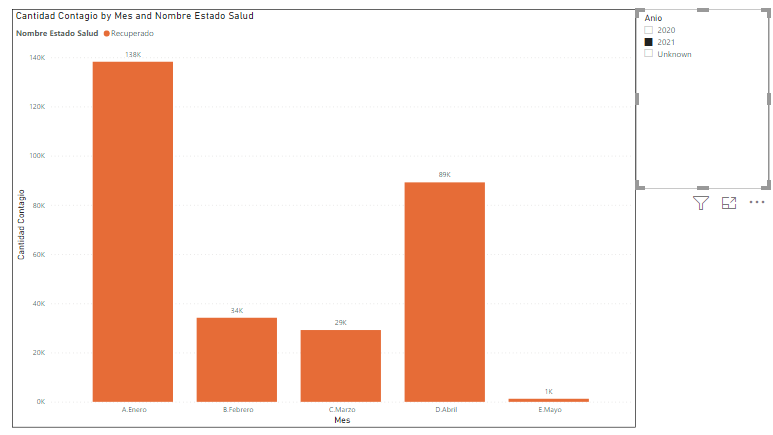 Cantidad Contagio by Mes and Nombre Estado Salud
Nombre Estado Salud Recuperado
140K
120K
100K
80K
60K
40K
20K
0K
Cantidad Contagio
138K
34K
29K
89K
1K
A.Enero
B.Febrero
C.Marzo
D.Abril
E.Mayo
Mes
Anio
2020
2021
Unknown